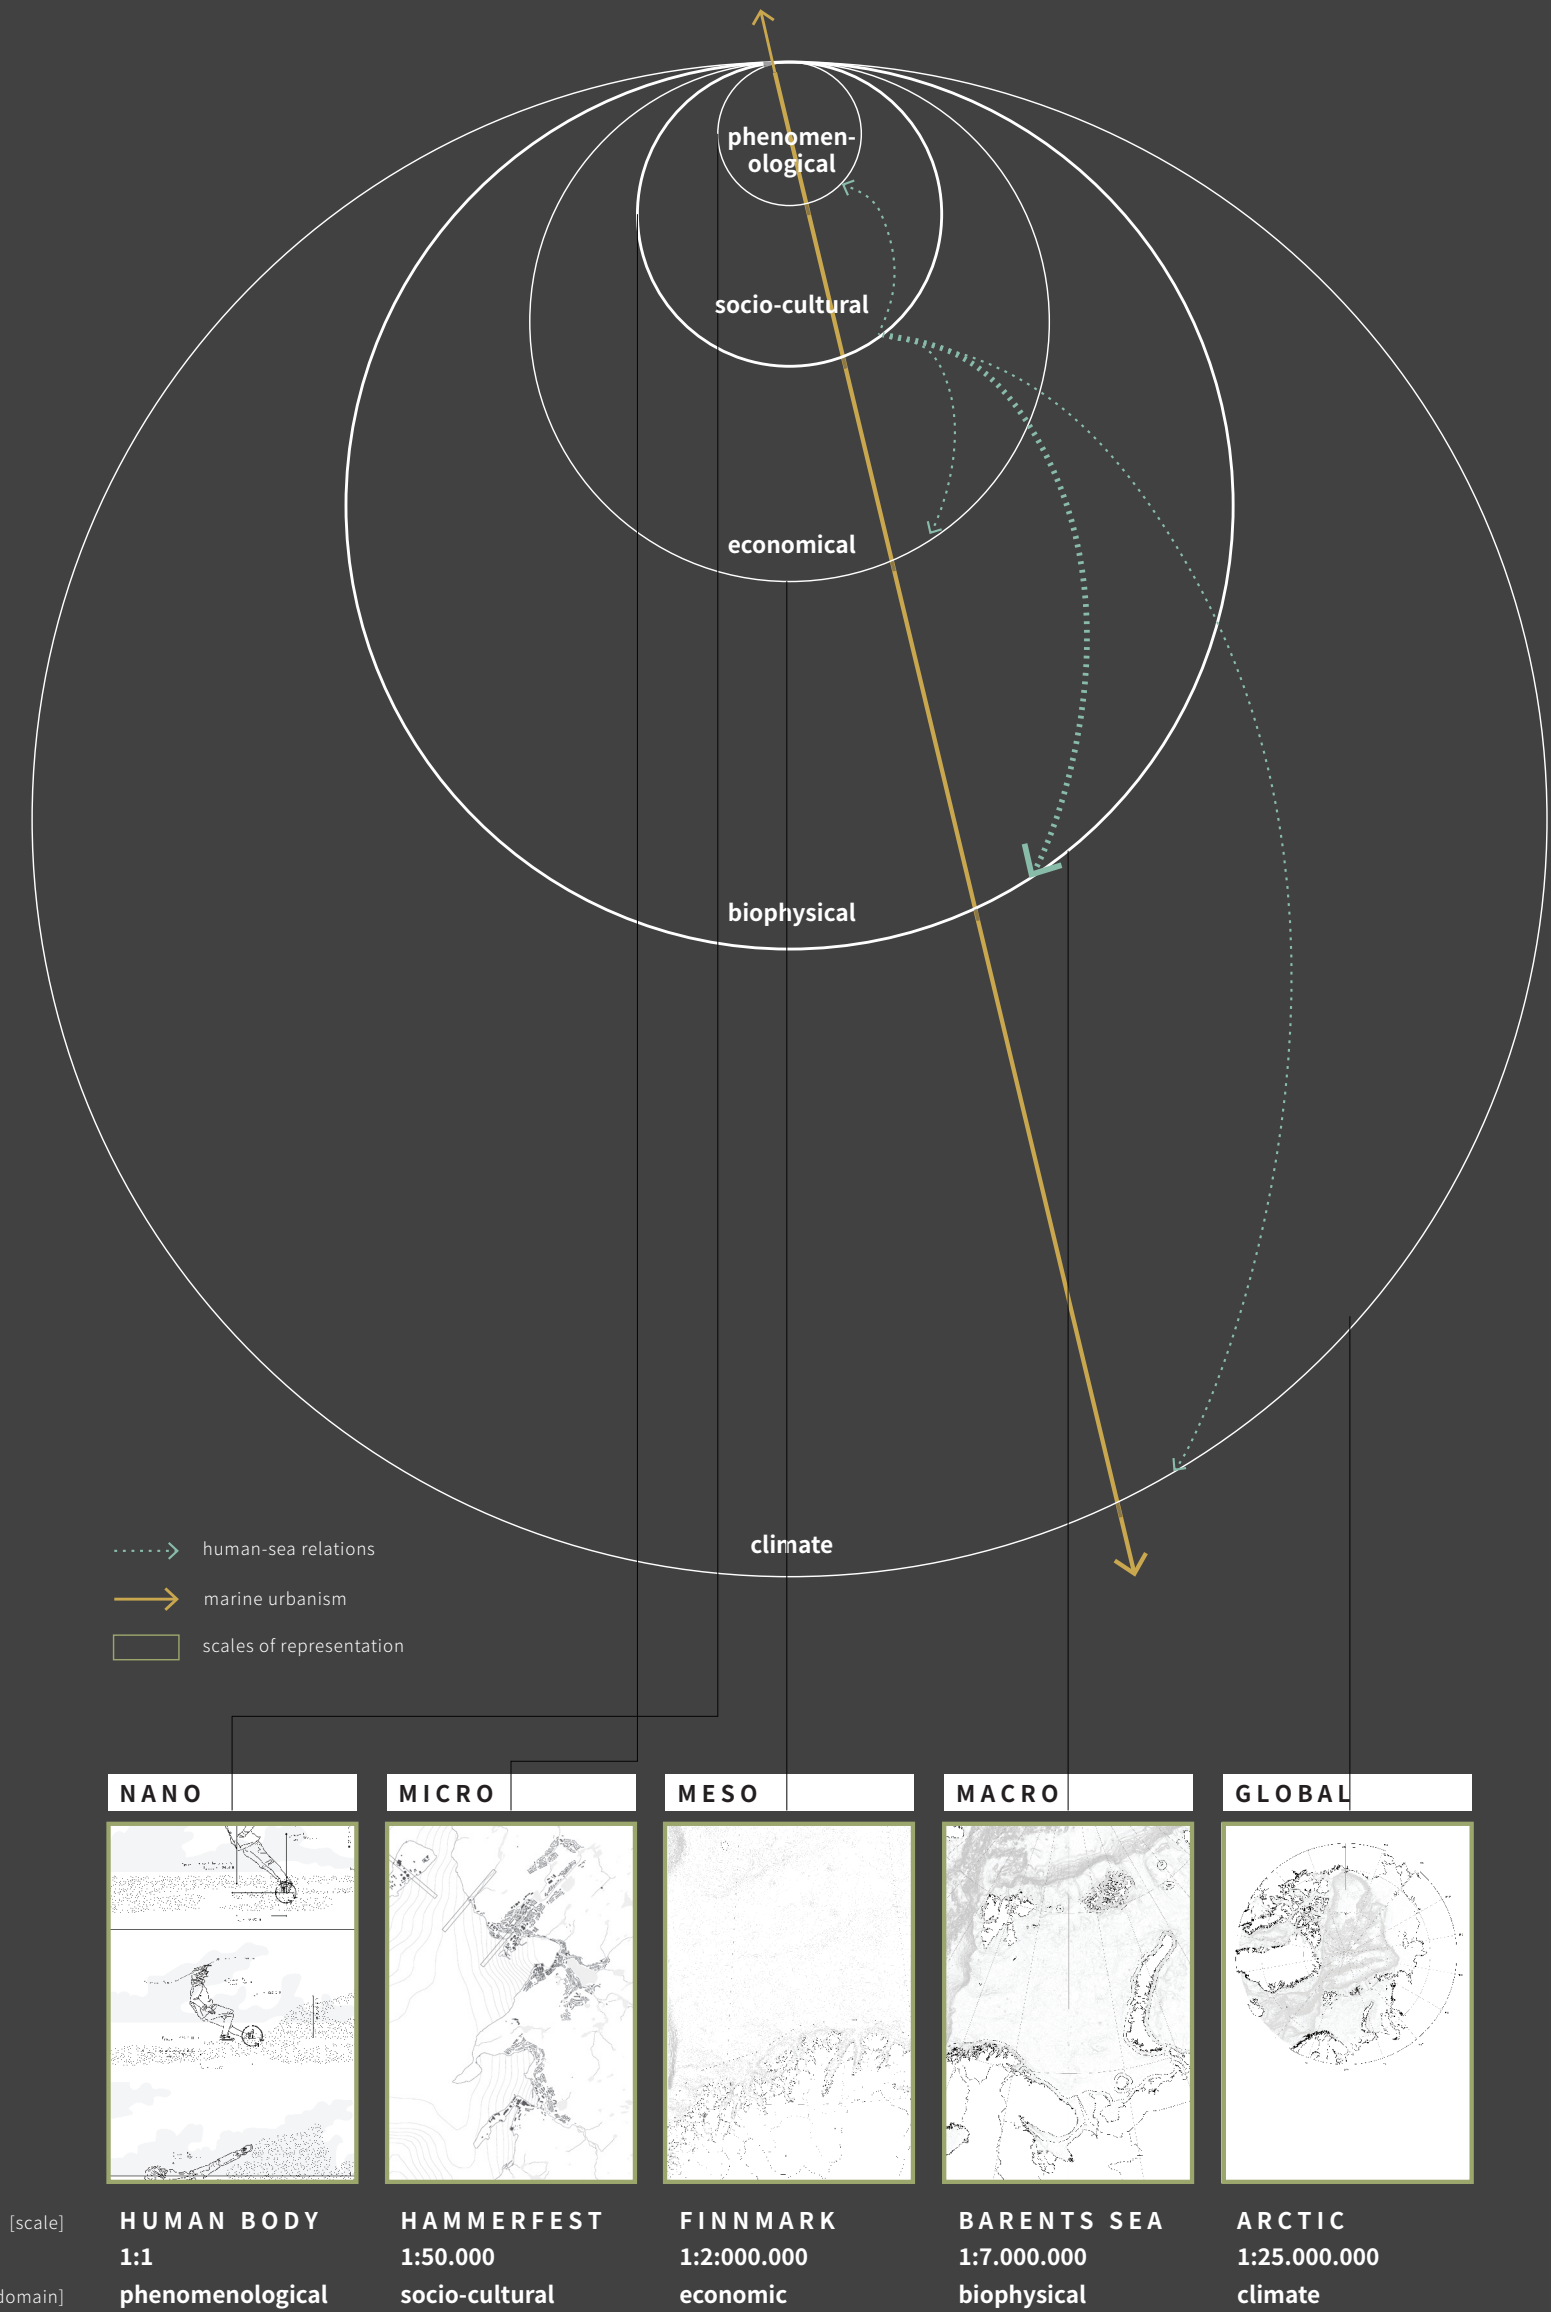 phenomen-
ological
socio-cultural
economical
biophysical
climate
human-sea relations
marine urbanism
scales of representation
NANO MICRO MESO MACRO GLOBAL
[scale] HUMAN BODY HAMMERFEST FINNMARK BARENTS SEA ARCTIC
1:1 1:50.000 1:2:000.000 1:7.000.000 1:25.000.000
domain] phenomenological socio-cultural economic biophysical climate